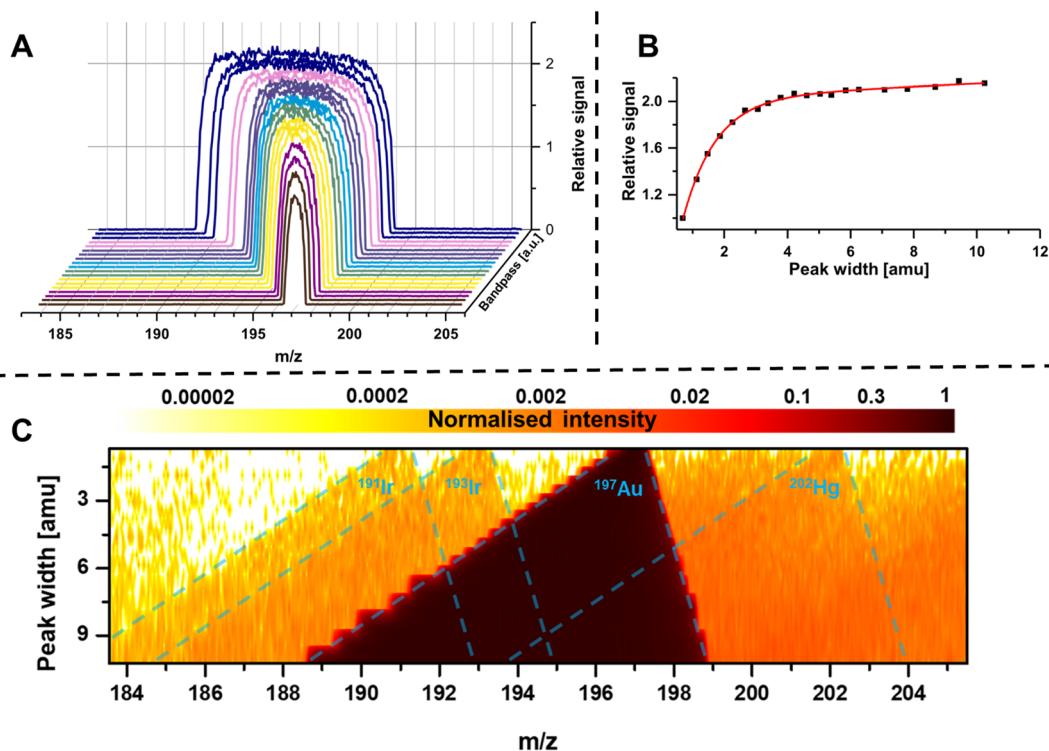 A
2
1
0
Relative signal
Bandpass [a.u.]
185
190
195
200
205
m/z
B
Relative signal
2.0
1.6
1.2
2
4
6
8
10
12
Peak width [amu]
0.00002
0.0002
0.002
0.02
0.1
0.3
1
Normalised intensity
C
Peak width [amu]
3
6
9
¹⁹¹Ir
¹⁹³Ir
¹⁹⁷Au
²⁰²Hg
184
186
188
190
192
194
196
198
200
202
204
m/z